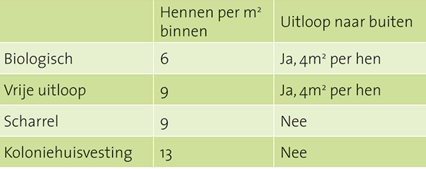 Hennen per m² Uitloop naar buiten
binnen
Biologisch 6 Ja, 4m² per hen
Vrije uitloop 9 Ja, 4m² per hen
Scharrel 9 Nee
Koloniehuisvesting 13 Nee